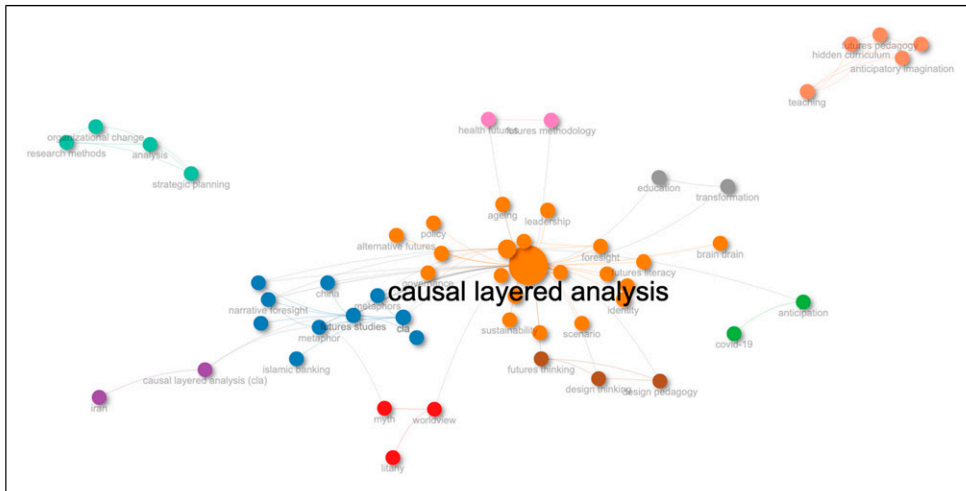 futures pedagogy
hidden curriculum
anticipatory imagination
teaching
organizational change
research methods
analysis
strategic planning
health futures
futures methodology
education
transformation
ageing
leadership
policy
alternative futures
foresight
brain drain
futures literacy
governance
china
metaphors
causal layered analysis
narrative foresight
identity
anticipation
futures studies
cla
sustainability
scenario
metaphor
covid-19
islamic banking
futures thinking
causal layered analysis (cla)
design thinking
design pedagogy
iran
myth
worldview
litany